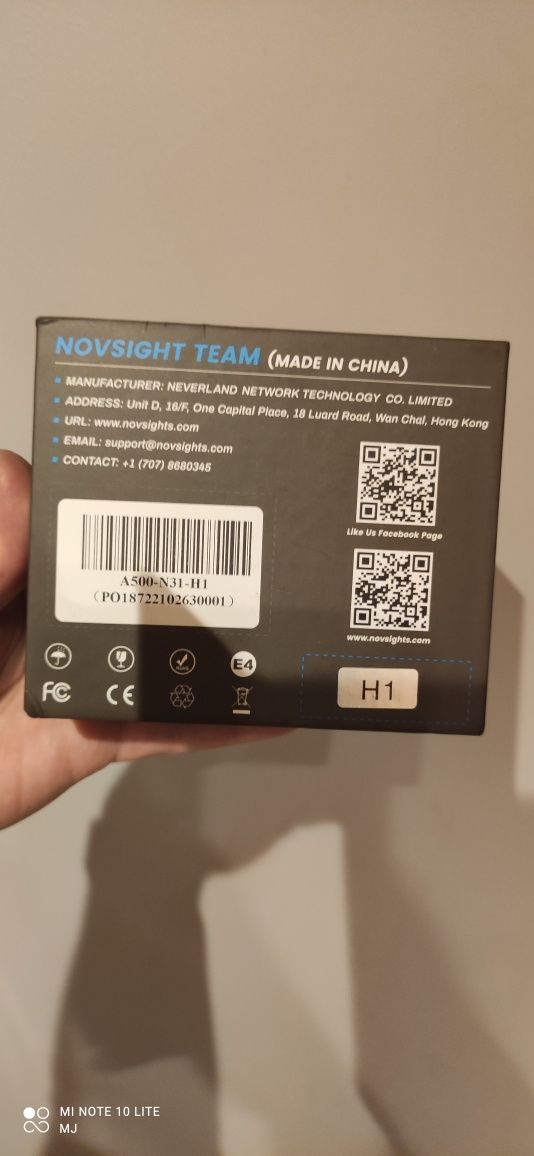 NOVSIGHT TEAM (MADE IN CHINA)
MANUFACTURER: NEVERLAND NETWORK TECHNOLOGY CO. LIMITED
ADDRESS: Unit D, 16/F, One Capital Place, 18 Luard Road, Wan Chai, Hong Kong
URL: www.novsights.com
EMAIL: support@novsights.com
CONTACT: +1 (707) 8680345
Like Us Facebook Page
A500-N31-H1
(PO18722102630001)
www.novsights.com
RoHS
E4
FC
CE
H1
MI NOTE 10 LITE
MJ